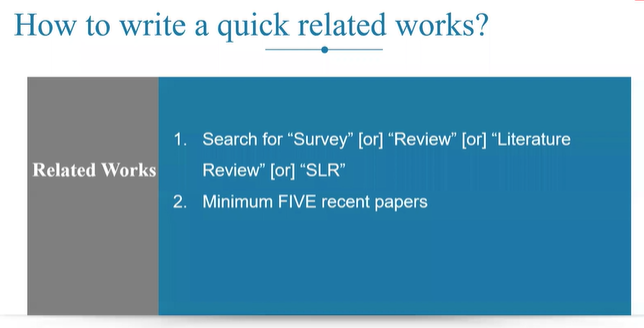 How to write a quick related works?
Related Works
1. Search for “Survey” [or] “Review” [or] “Literature
Review” [or] “SLR”
2. Minimum FIVE recent papers